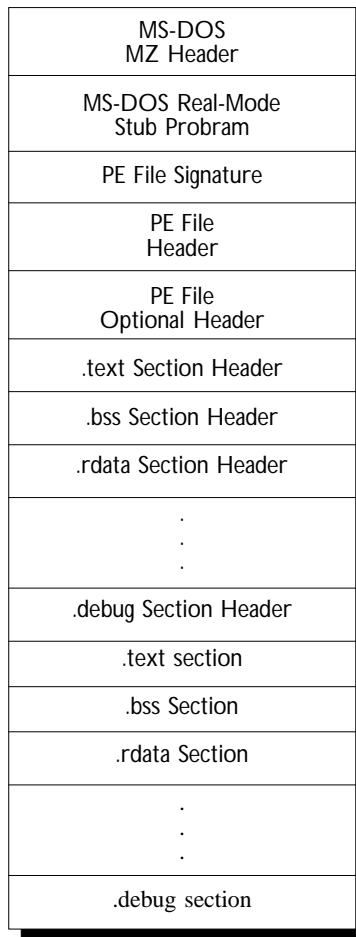 MS-DOS
MZ Header
MS-DOS Real-Mode
Stub Probram
PE File Signature
PE File
Header
PE File
Optional Header
.text Section Header
.bss Section Header
.rdata Section Header
.
.
.
.debug Section Header
.text section
.bss Section
.rdata Section
.
.
.
.debug section